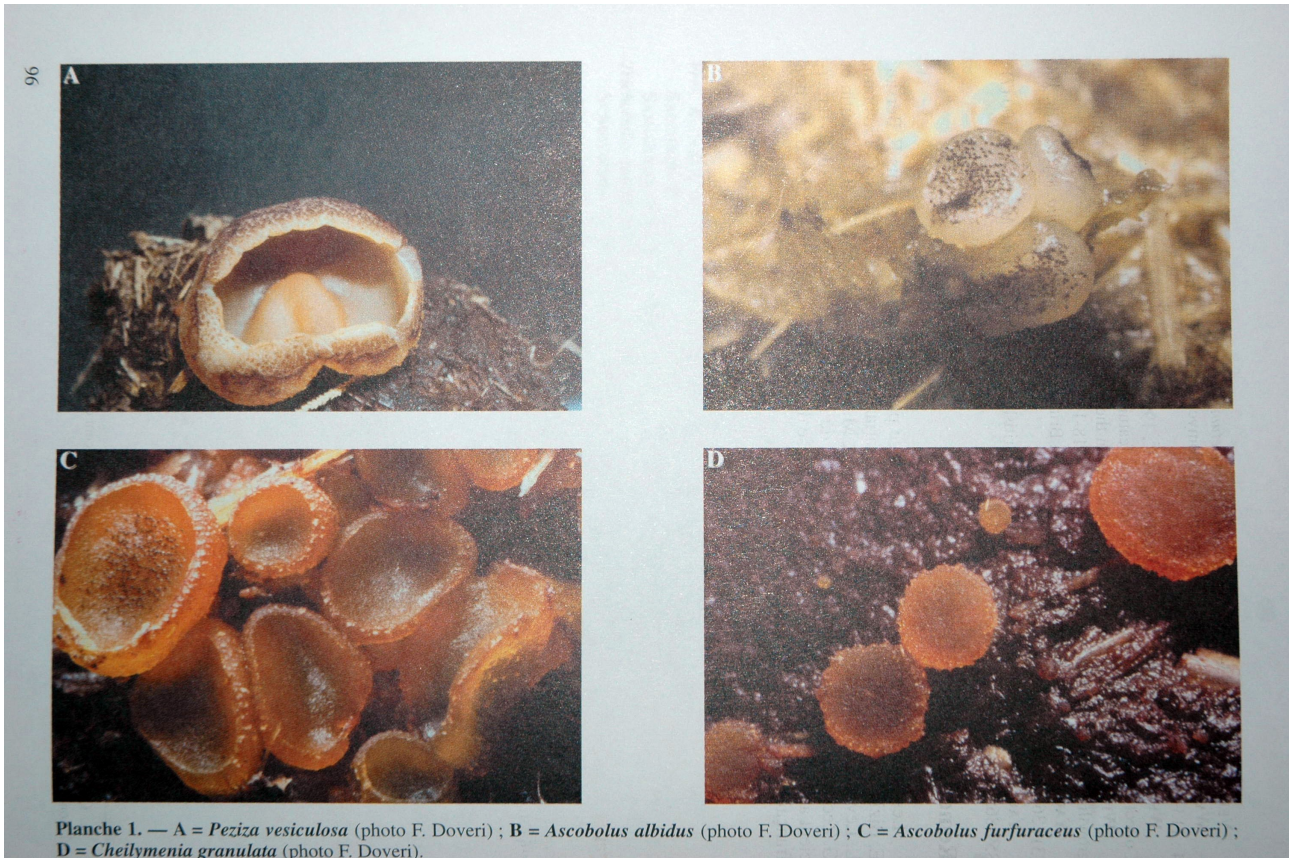 96
A
B
C
D
Planche 1. — A = Peziza vesiculosa (photo F. Doveri) ; B = Ascobolus albidus (photo F. Doveri) ; C = Ascobolus furfuraceus (photo F. Doveri) ;
D = Cheilymenia granulata (photo F. Doveri).